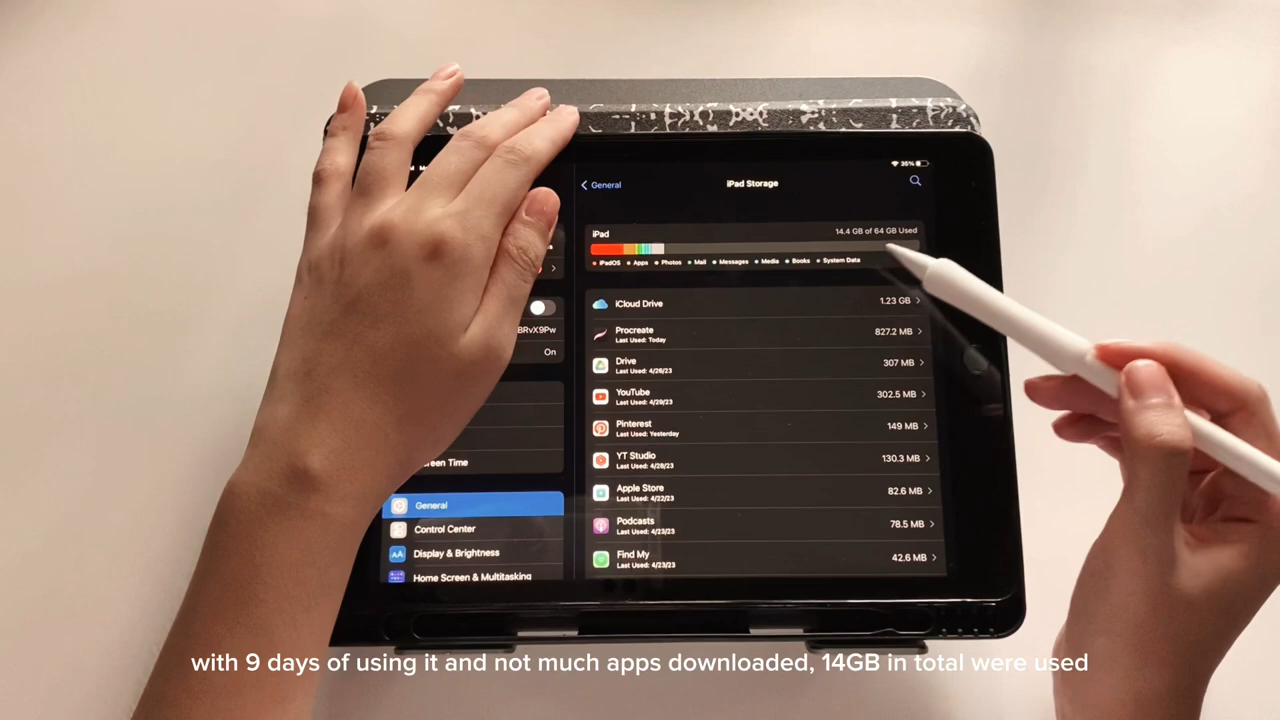 35%
General
iPad Storage
iPad
14.4 GB of 64 GB Used
iPadOS Apps Photos Mail Messages Media Books System Data
iCloud Drive
1.23 GB
Procreate
Last Used: Today
827.2 MB
Drive
Last Used: 4/26/23
307 MB
YouTube
Last Used: 4/29/23
302.5 MB
Pinterest
Last Used: Yesterday
149 MB
YT Studio
Last Used: 4/28/23
130.3 MB
Apple Store
Last Used: 4/22/23
82.6 MB
Podcasts
Last Used: 4/23/23
78.5 MB
Find My
Last Used: 4/23/23
42.6 MB
BRvX9Pw
On
reen Time
General
Control Center
AA
Display & Brightness
Home Screen & Multitasking
with 9 days of using it and not much apps downloaded, 14GB in total were used